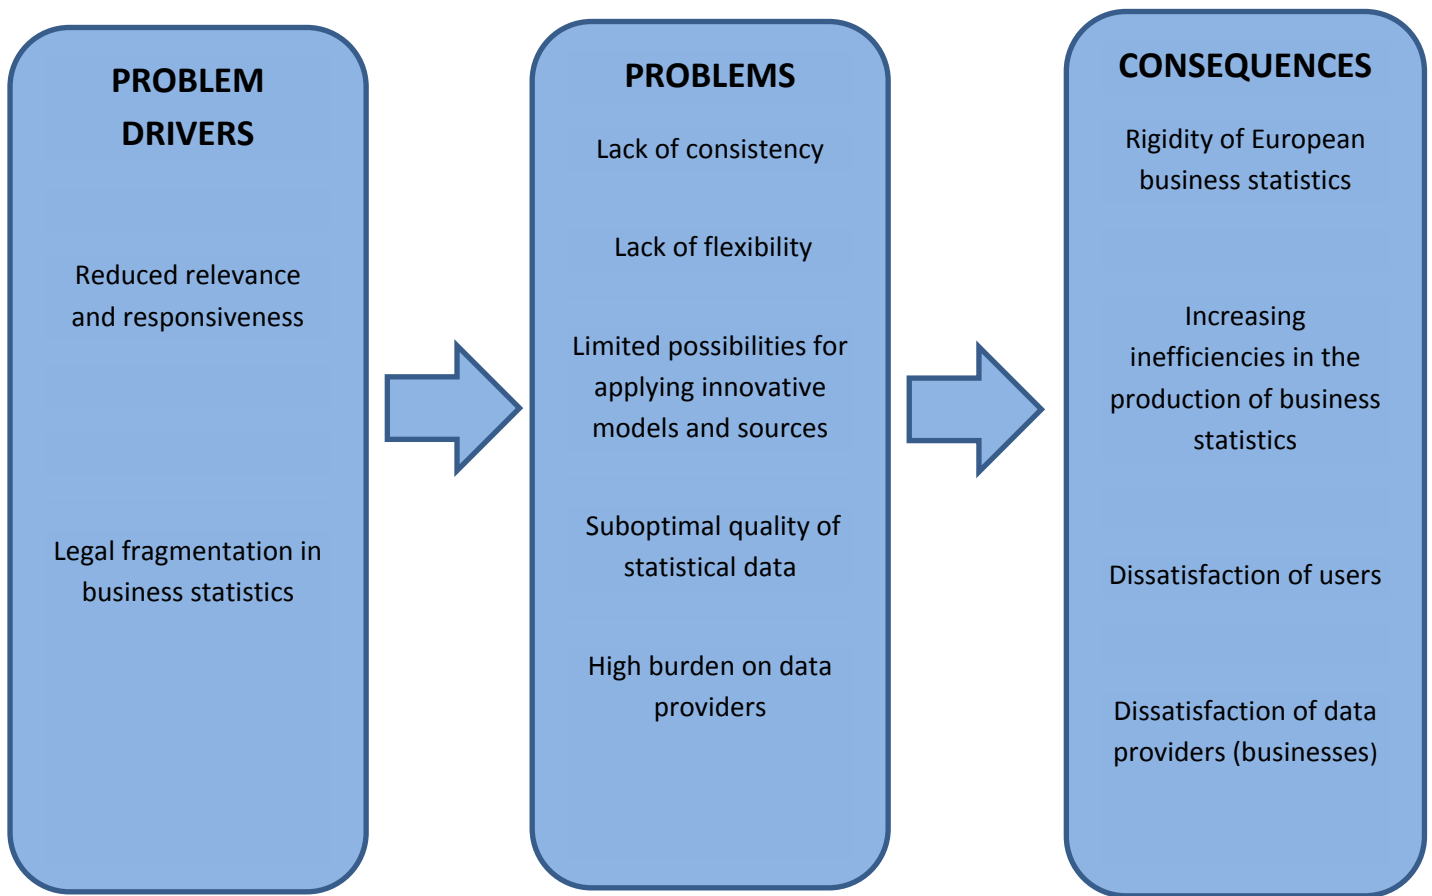 PROBLEM
DRIVERS
Reduced relevance
and responsiveness
Legal fragmentation in
business statistics
PROBLEMS
Lack of consistency
Lack of flexibility
Limited possibilities for
applying innovative
models and sources
Suboptimal quality of
statistical data
High burden on data
providers
CONSEQUENCES
Rigidity of European
business statistics
Increasing
inefficiencies in the
production of business
statistics
Dissatisfaction of users
Dissatisfaction of data
providers (businesses)